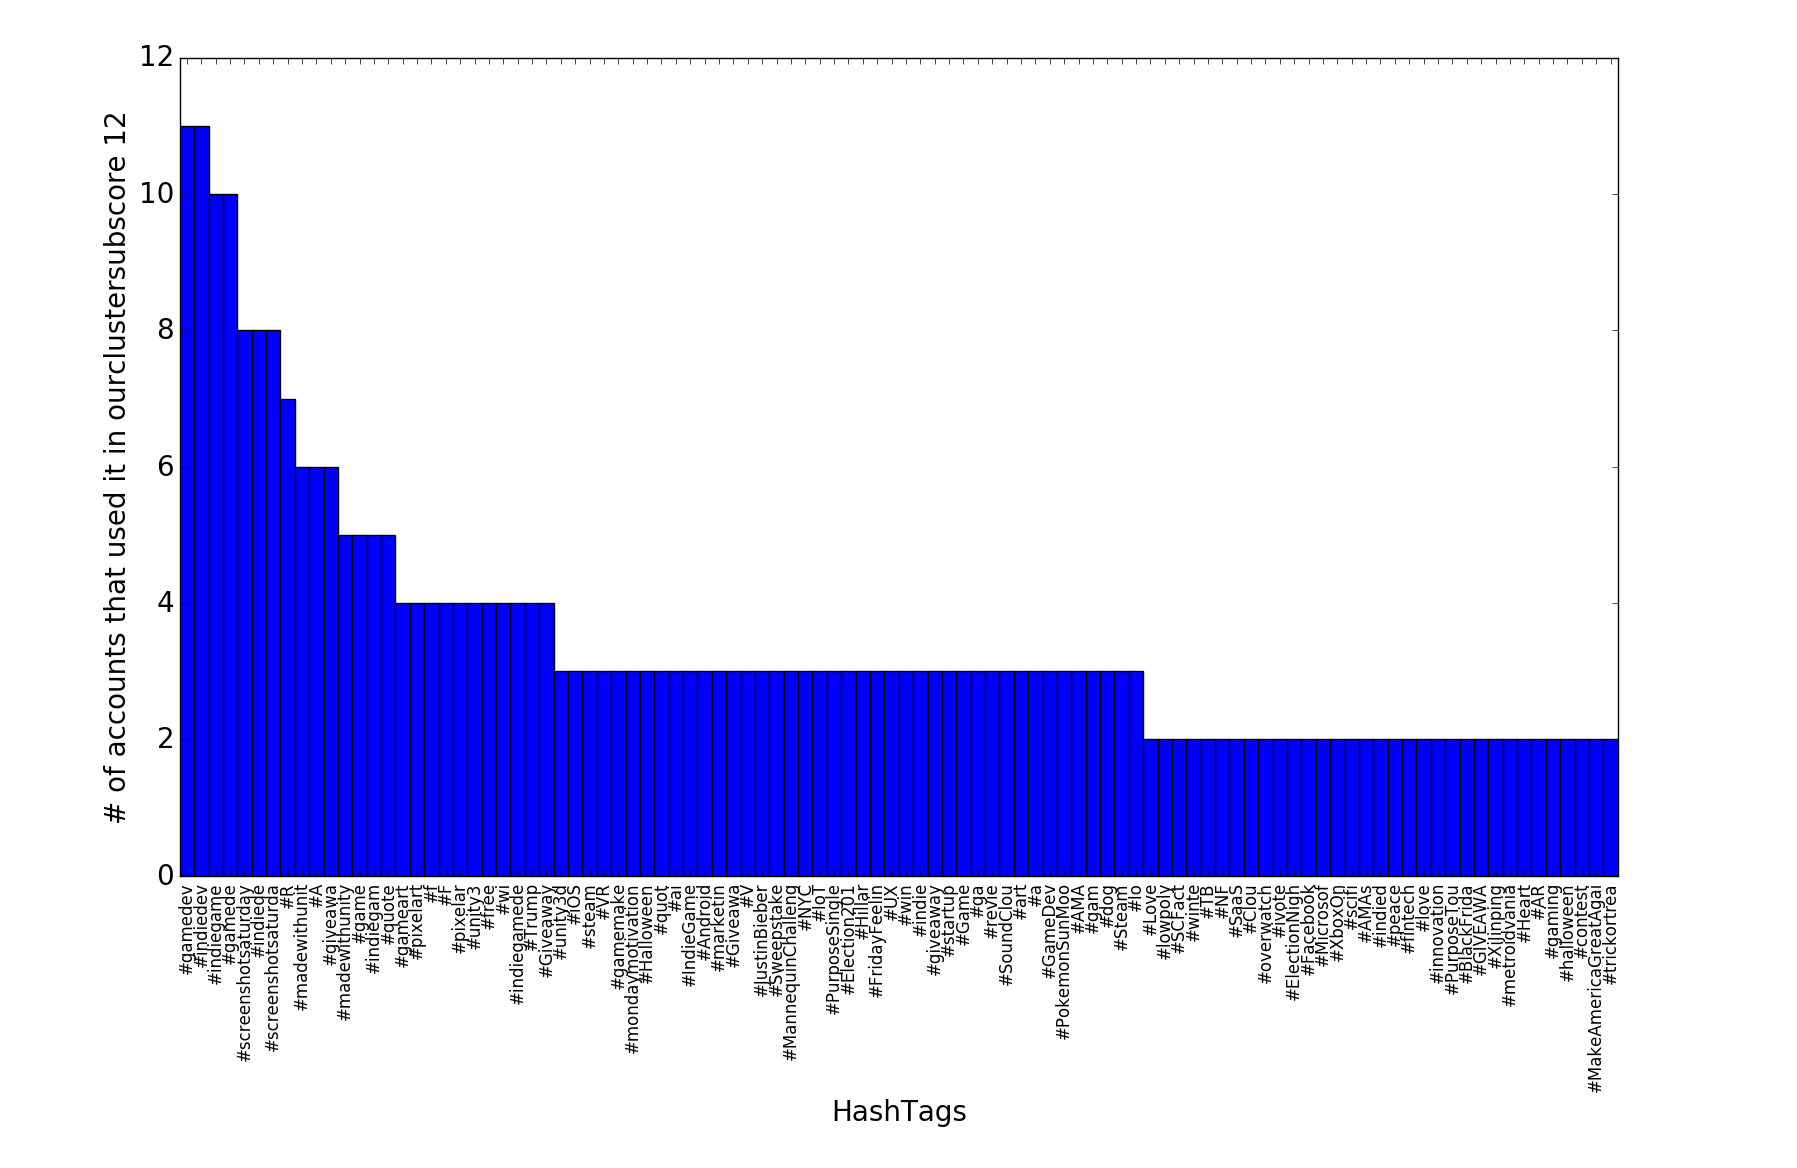 12
10
8
6
4
2
0
# of accounts that used it in ourclustersubscore 12
#gamedev
#indiedev
#indiegame
#gamede
#screenshotsaturday
#indiede
#screenshotsaturda
#R
#madewithunit
#A
#giveawa
#madewithunity
#game
#indiegam
#quote
#gameart
#pixelart
#f
#F
#pixelar
#unity3
#free
#wi
#indiegamede
#Trump
#Giveaway
#unity3d
#IOS
#steam
#VR
#gamemake
#mondaymotivation
#Halloween
#quot
#ai
#IndieGame
#Android
#marketin
#Giveawa
#V
#JustinBieber
#Sweepstake
#MannequinChalleng
#NYC
#IoT
#PurposeSingle
#Election201
#Hillar
#FridayFeelin
#UX
#win
#indie
#giveaway
#startup
#Game
#ga
#revie
#SoundClou
#art
#a
#GameDev
#PokemonSunMoo
#AMA
#gam
#dog
#Steam
#Io
#Love
#lowpoly
#SCFact
#winte
#TB
#NF
#SaaS
#Clou
#overwatch
#ivote
#ElectionNigh
#Facebook
#Microsof
#XboxOn
#scifi
#AMAs
#indied
#peace
#fintech
#love
#innovation
#PurposeTou
#BlackFrida
#GIVEAWA
#XiJinping
#metroidvania
#Heart
#AR
#gaming
#halloween
#contest
#MakeAmericaGreatAgai
#trickortrea
HashTags